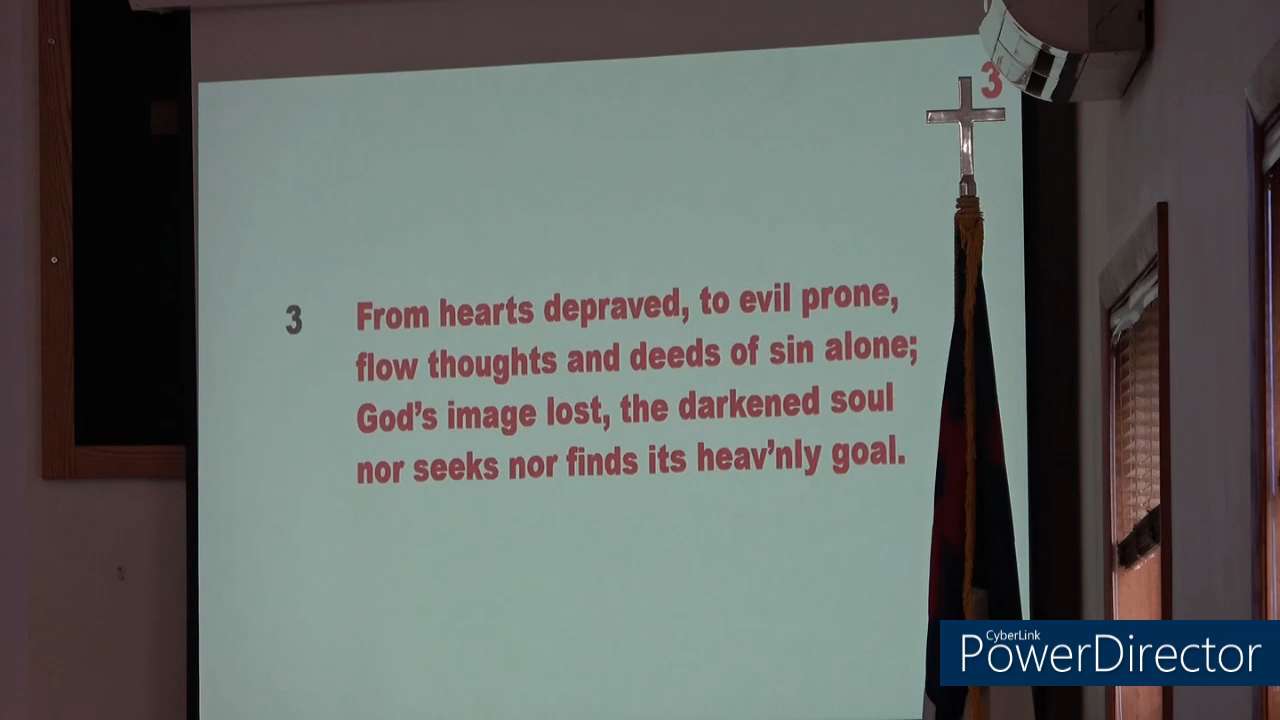 3
3 From hearts depraved, to evil prone,
flow thoughts and deeds of sin alone;
God's image lost, the darkened soul
nor seeks nor finds its heav'nly goal.
CyberLink
PowerDirector